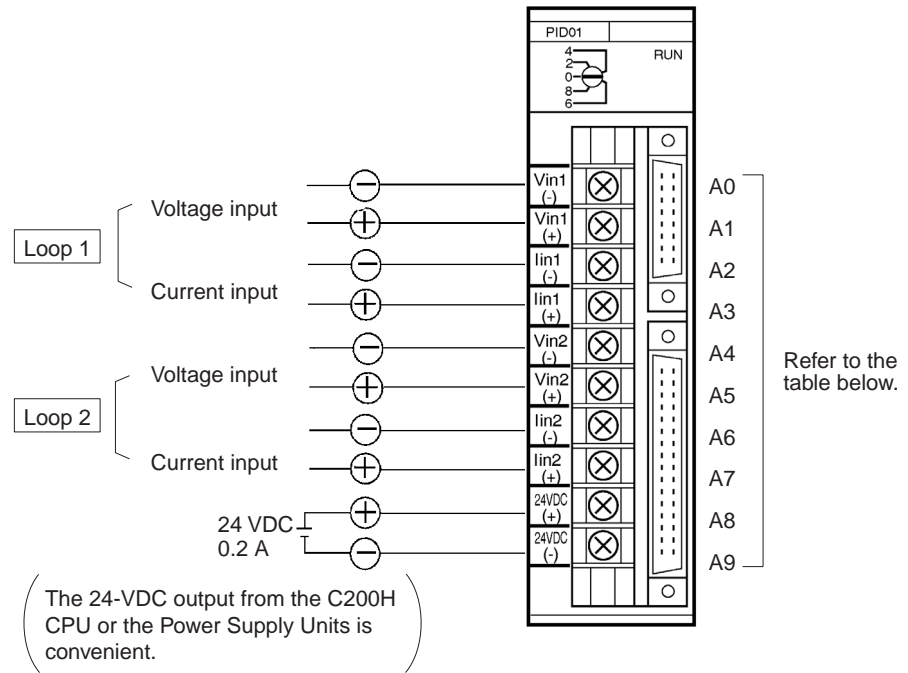 PID01
RUN
4
2
0
8
6
Loop 1
Voltage input
Current input
Loop 2
Voltage input
Current input
24 VDC
0.2 A
Vin1
(-)
Vin1
(+)
Iin1
(-)
Iin1
(+)
Vin2
(-)
Vin2
(+)
Iin2
(-)
Iin2
(+)
24VDC
(+)
24VDC
(-)
A0
A1
A2
A3
A4
A5
A6
A7
A8
A9
Refer to the
table below.
The 24-VDC output from the C200H
CPU or the Power Supply Units is
convenient.